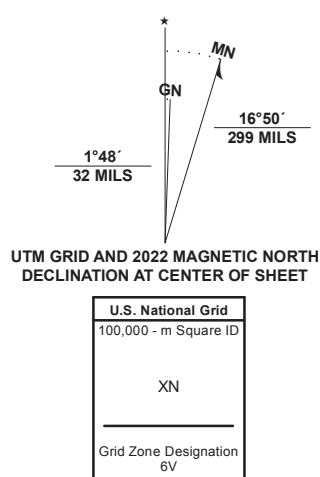 ★
MN
GN
16°50´
299 MILS
1°48´
32 MILS
UTM GRID AND 2022 MAGNETIC NORTH
DECLINATION AT CENTER OF SHEET
U.S. National Grid
100,000 - m Square ID
XN
Grid Zone Designation
6V